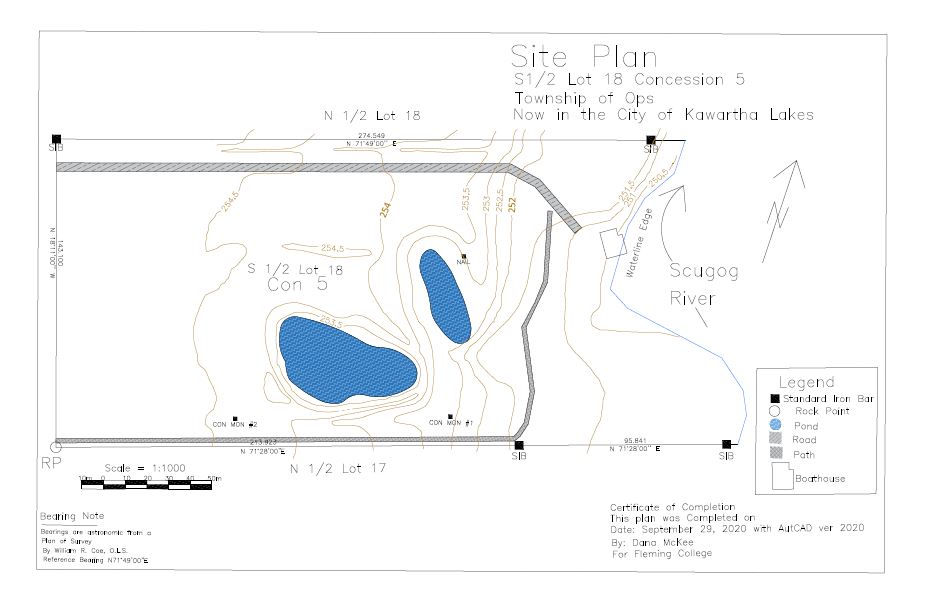 Site Plan
S1/2 Lot 18 Concession 5
Township of Ops
Now in the City of Kawartha Lakes
N 1/2 Lot 18
274.549
N 71°49'00" E
SIB
SIB
254.5
254
253.5
253
252.5
252
251.5
251
250.5
N 18°11'00" W
143.100
254.5
S 1/2 Lot 18
Con 5
NAIL
Waterline Edge
Scugog
River
253.5
CON MON #2
CON MON #1
213.923
N 71°28'00" E
95.841
N 71°28'00" E
SIB
SIB
RP
N 1/2 Lot 17
Scale = 1:1000
10m 0 10 20 30 40 50m
Legend
Standard Iron Bar
Rock Point
Pond
Road
Path
Boathouse
Bearing Note
Bearings are astronomic from a
Plan of Survey
By William R. Coe, O.L.S.
Reference Bearing N71°49'00"E
Certificate of Completion
This plan was Completed on
Date: September 29, 2020 with AutCAD ver 2020
By: Dana McKee
For Fleming College
N